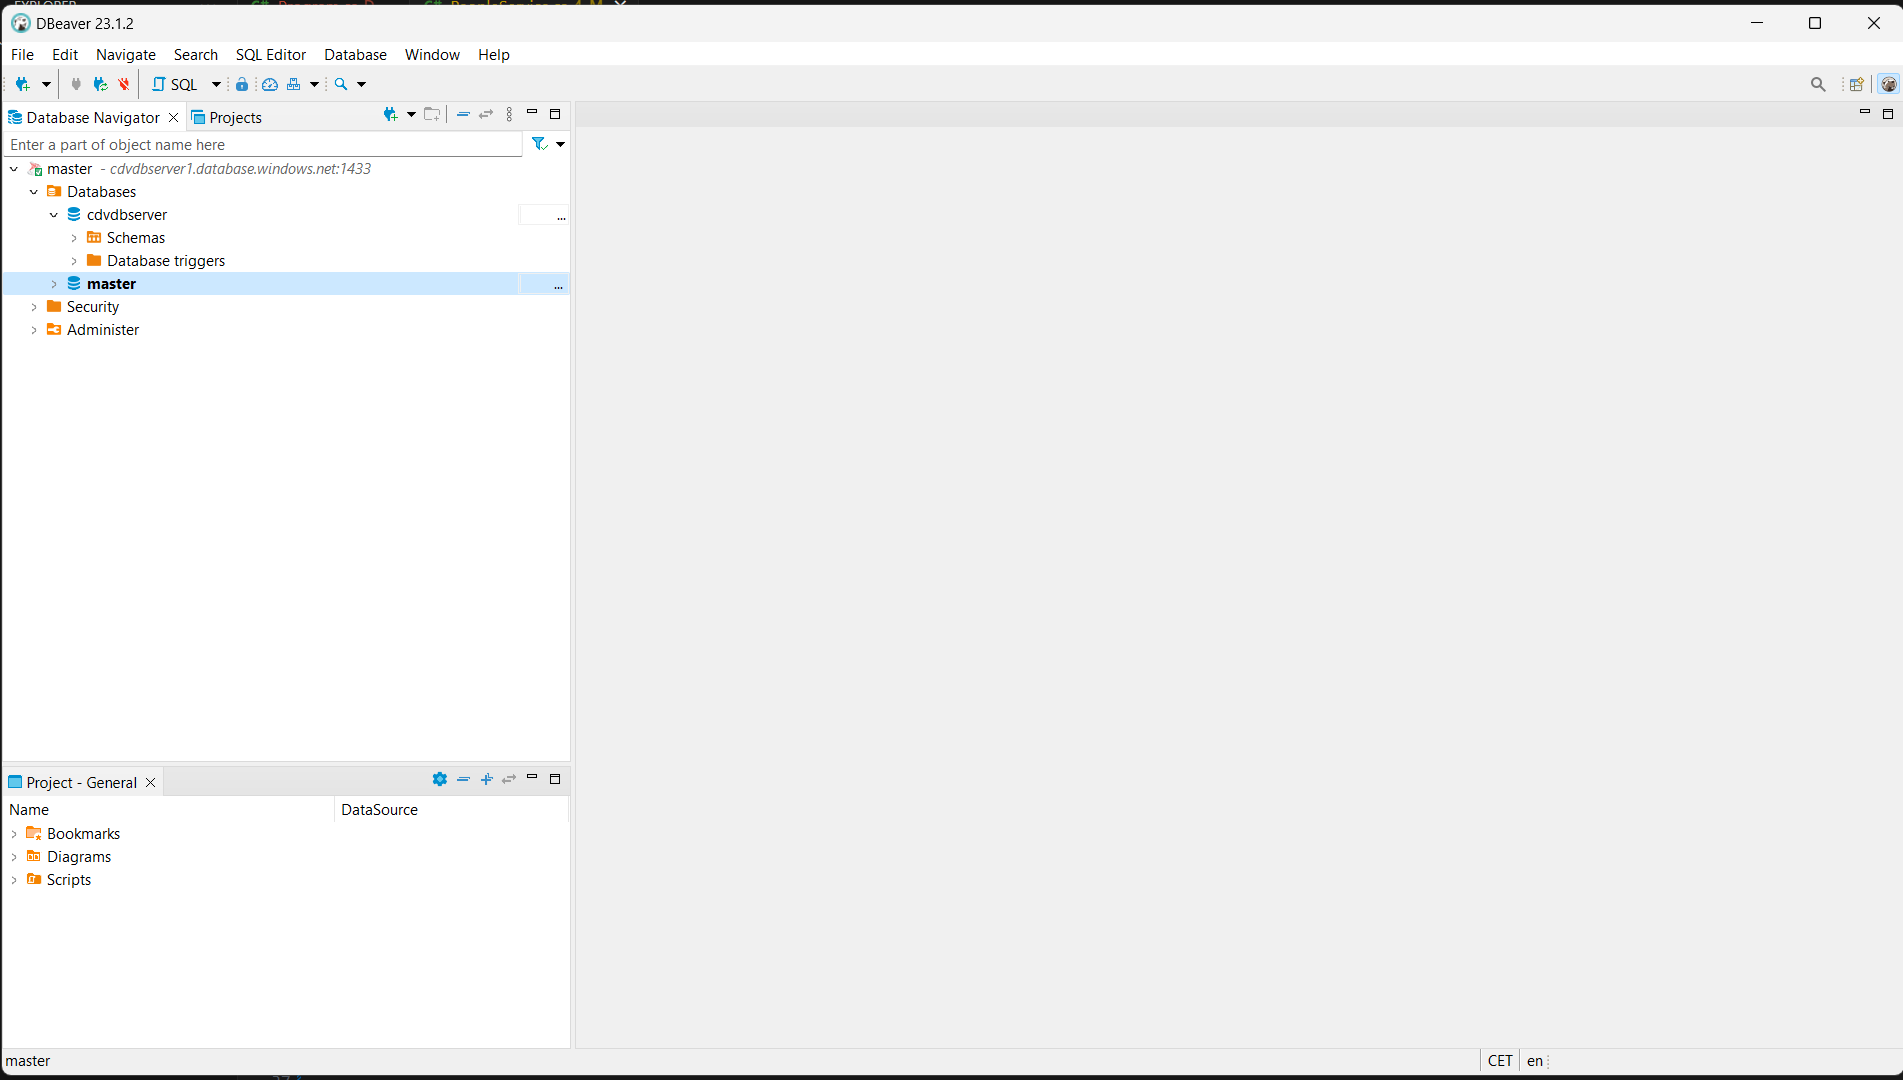 EXPLORER
DBeaver 23.1.2
File Edit Navigate Search SQL Editor Database Window Help
SQL
Database Navigator Projects
Enter a part of object name here
master - cdvdbserver1.database.windows.net:1433
Databases
cdvdbserver ...
Schemas
Database triggers
master ...
Security
Administer
Project - General
Name DataSource
Bookmarks
Diagrams
Scripts
master CET en